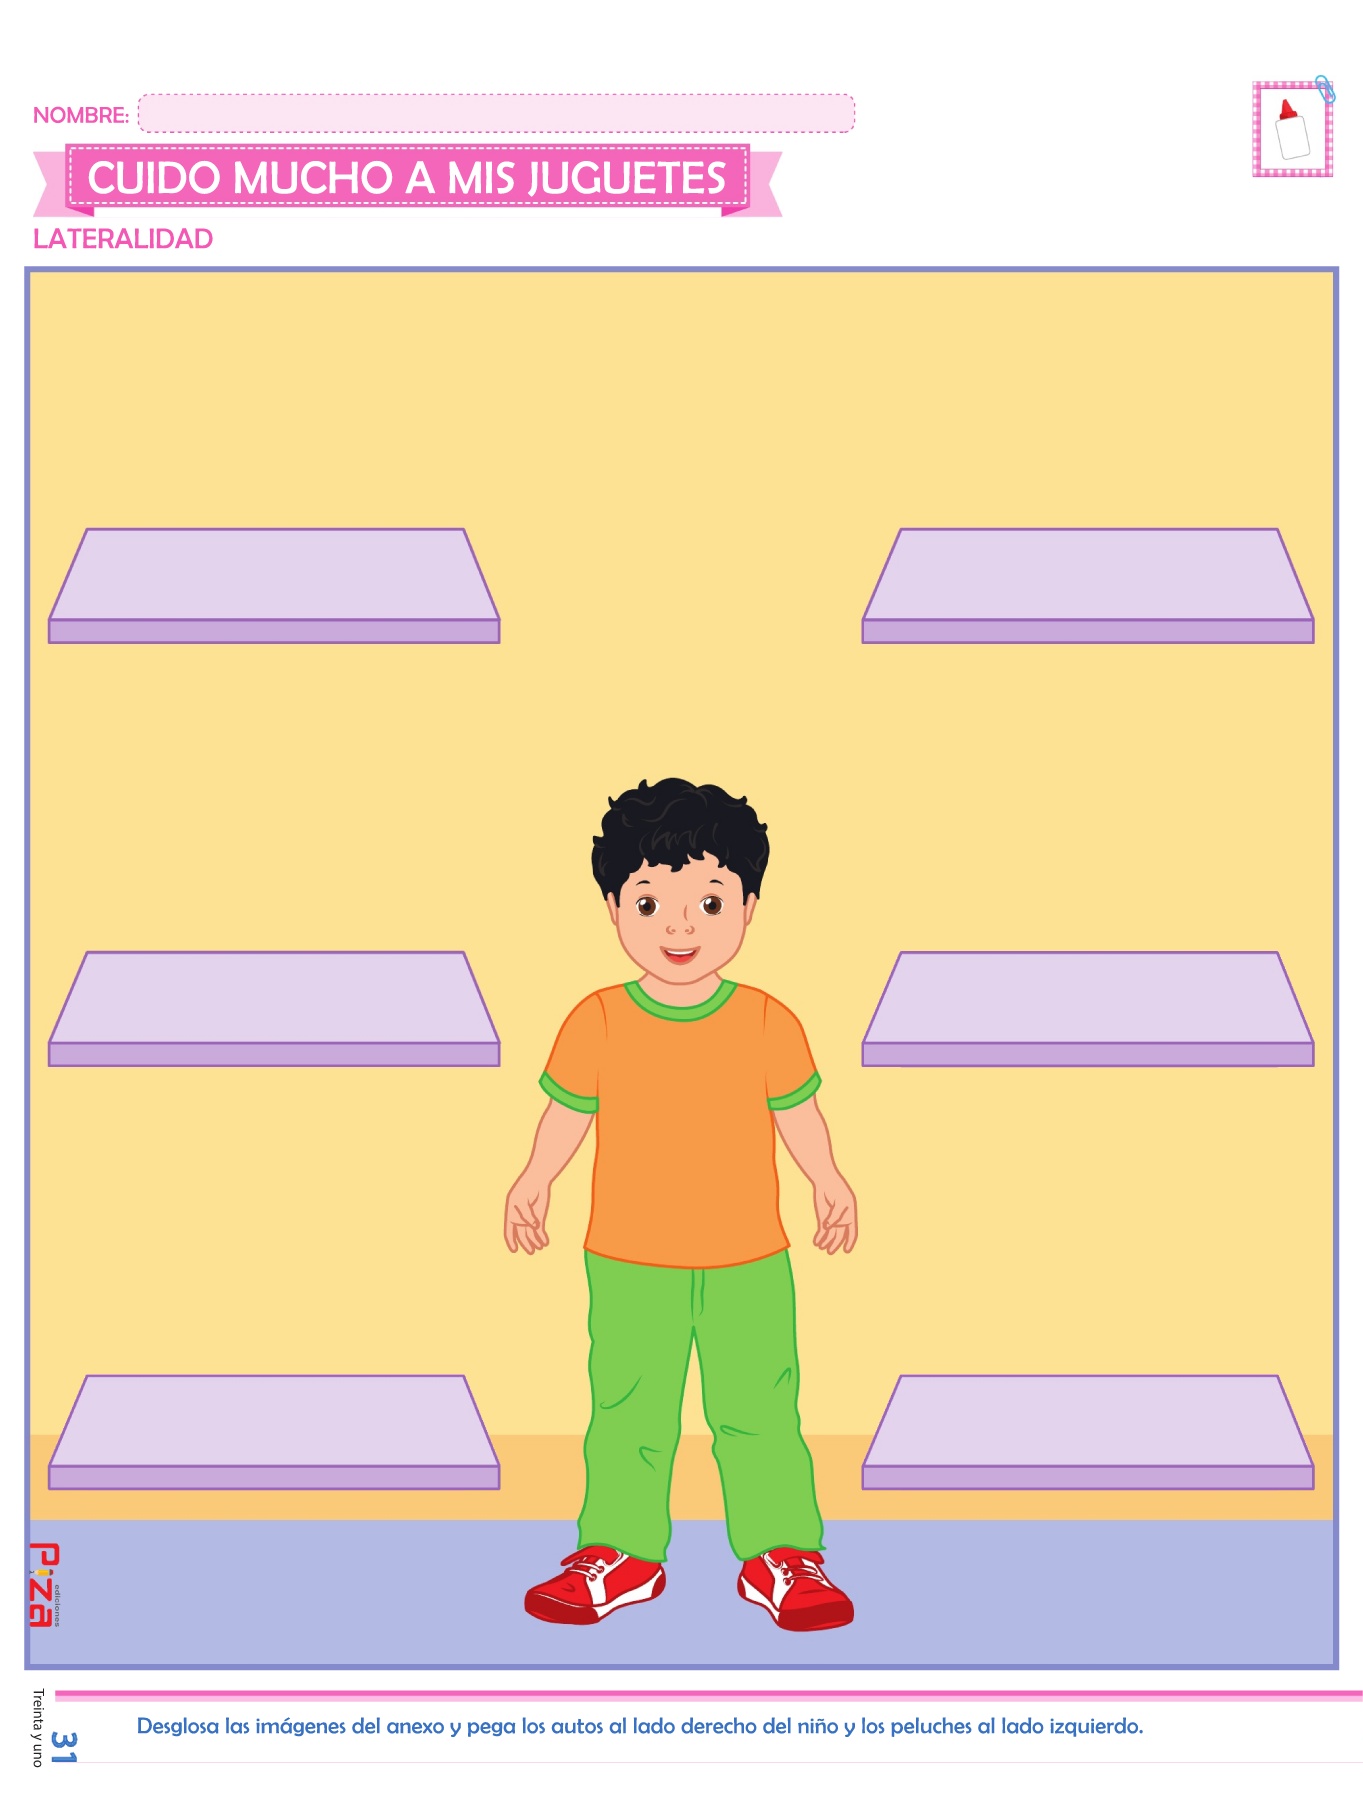 NOMBRE:
CUIDO MUCHO A MIS JUGUETES
LATERALIDAD
piza
ediciones
Treinta y uno
31
Desglosa las imágenes del anexo y pega los autos al lado derecho del niño y los peluches al lado izquierdo.